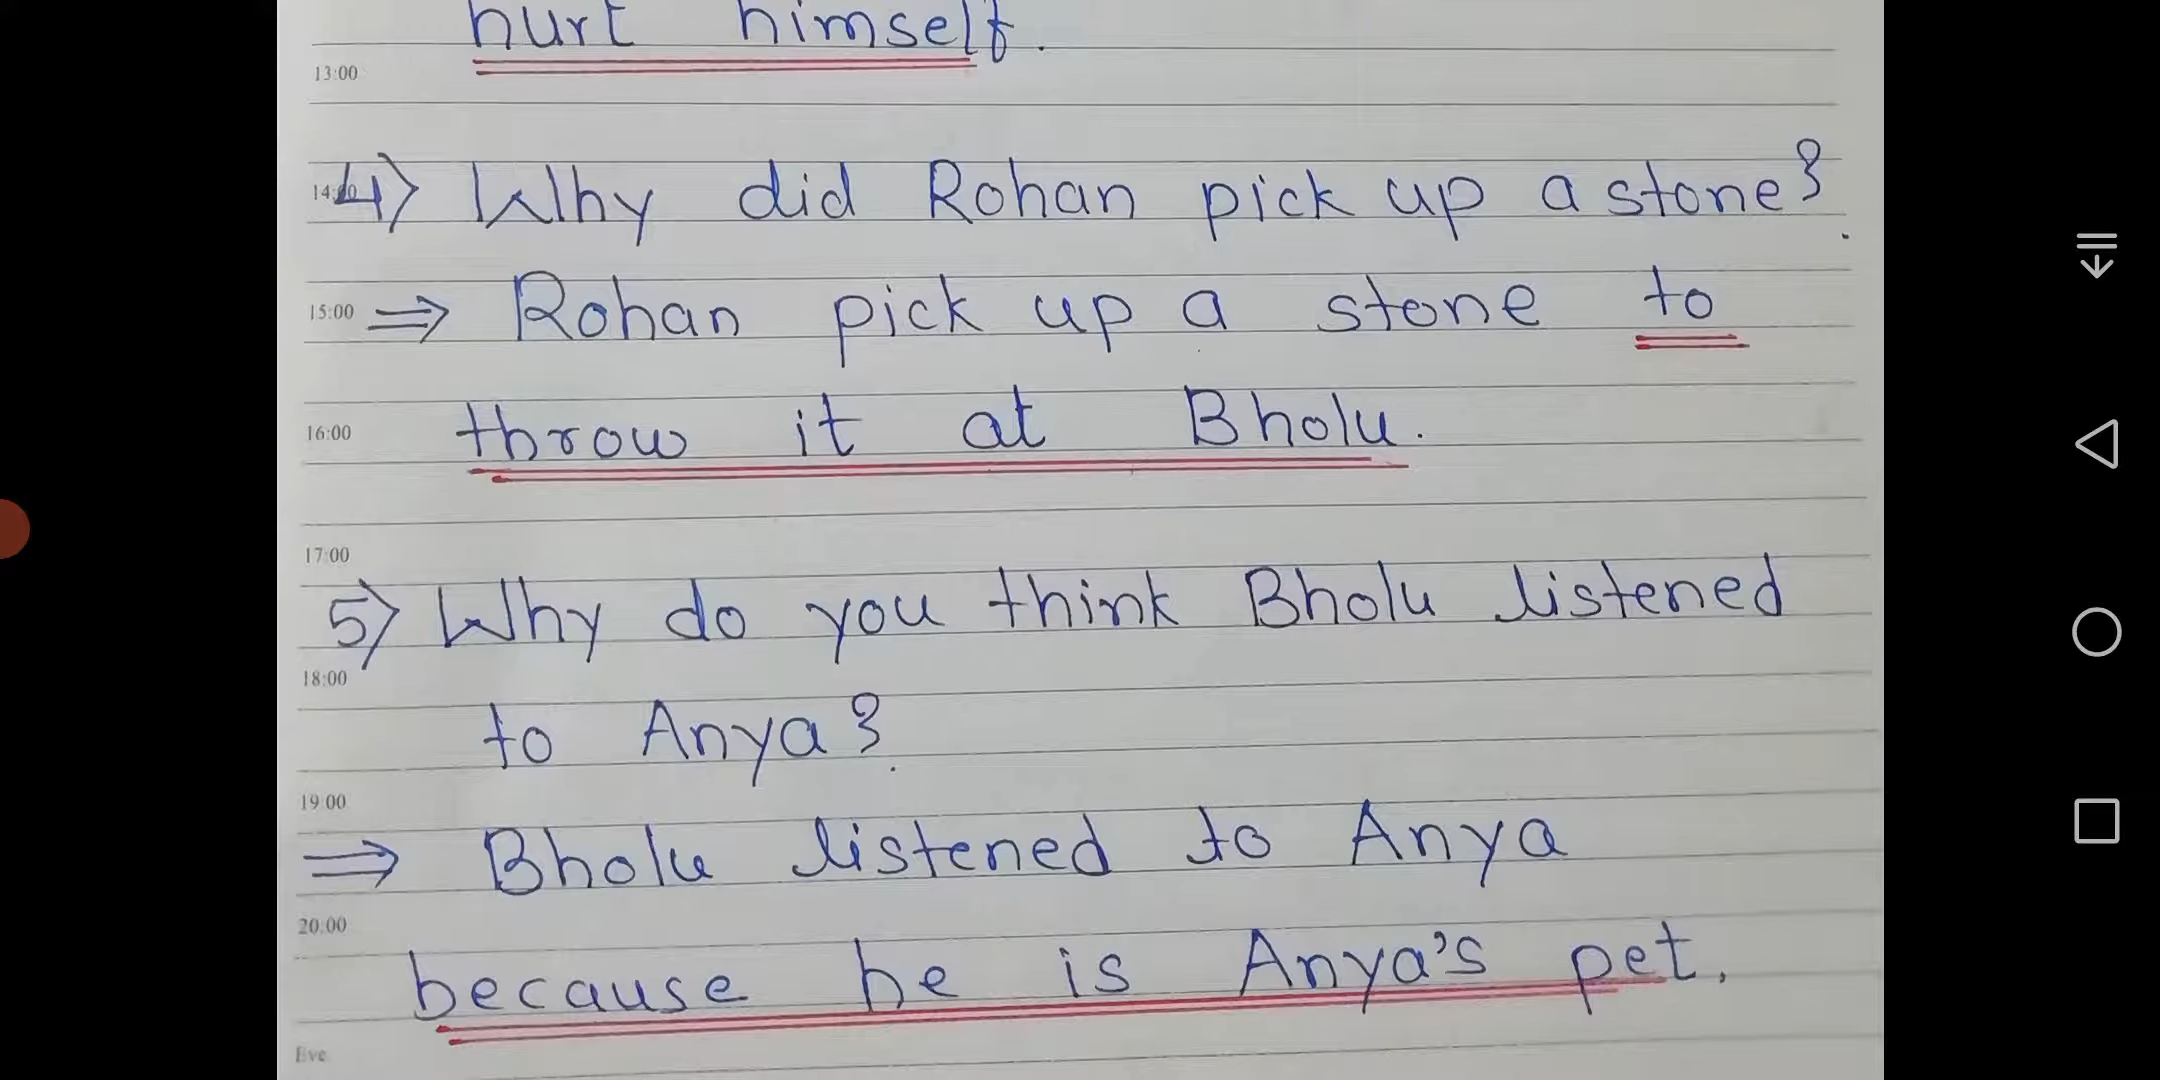 hurt himself.
13:00
14:00 4) Why did Rohan pick up a stone?
15:00 ⇒ Rohan pick up a stone to
16:00 throw it at Bholu.
17:00
5) Why do you think Bholu listened
18:00
to Anya?
19:00
⇒ Bholu listened to Anya
20:00
because he is Anya's pet.
Eve